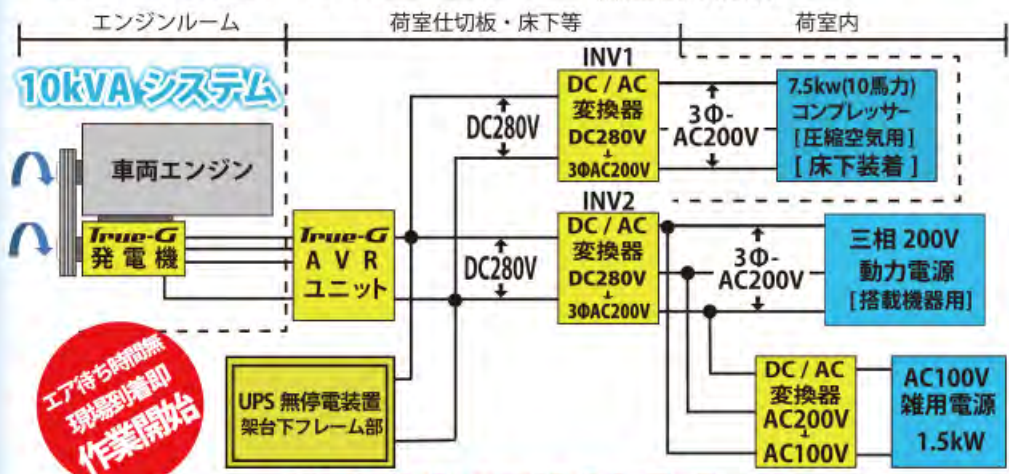 エンジンルーム
荷室仕切板・床下等
荷室内
10kVAシステム
車両エンジン
True-G
発電機
True-G
AVR
ユニット
UPS 無停電装置
架台下フレーム部
エア待ち時間無
現場到着即
作業開始
DC280V
INV1
DC / AC
変換器
DC280V
↓
3ΦAC200V
3Φ-
AC200V
7.5kw(10馬力)
コンプレッサー
[圧縮空気用]
[床下装着]
DC280V
INV2
DC / AC
変換器
DC280V
↓
3ΦAC200V
3Φ-
AC200V
三相 200V
動力電源
[搭載機器用]
DC / AC
変換器
AC200V
↓
AC100V
AC100V
雑用電源
1.5kW